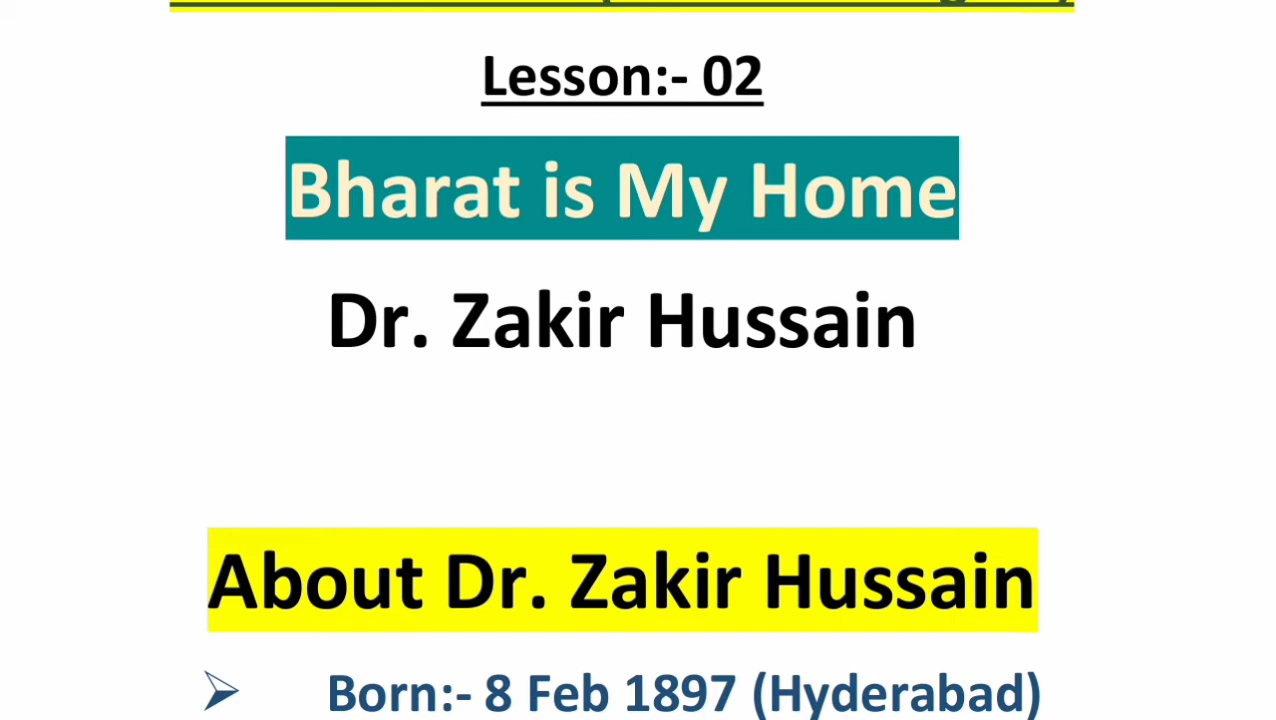 Lesson:- 02
Bharat is My Home
Dr. Zakir Hussain
About Dr. Zakir Hussain
➢ Born:- 8 Feb 1897 (Hyderabad)